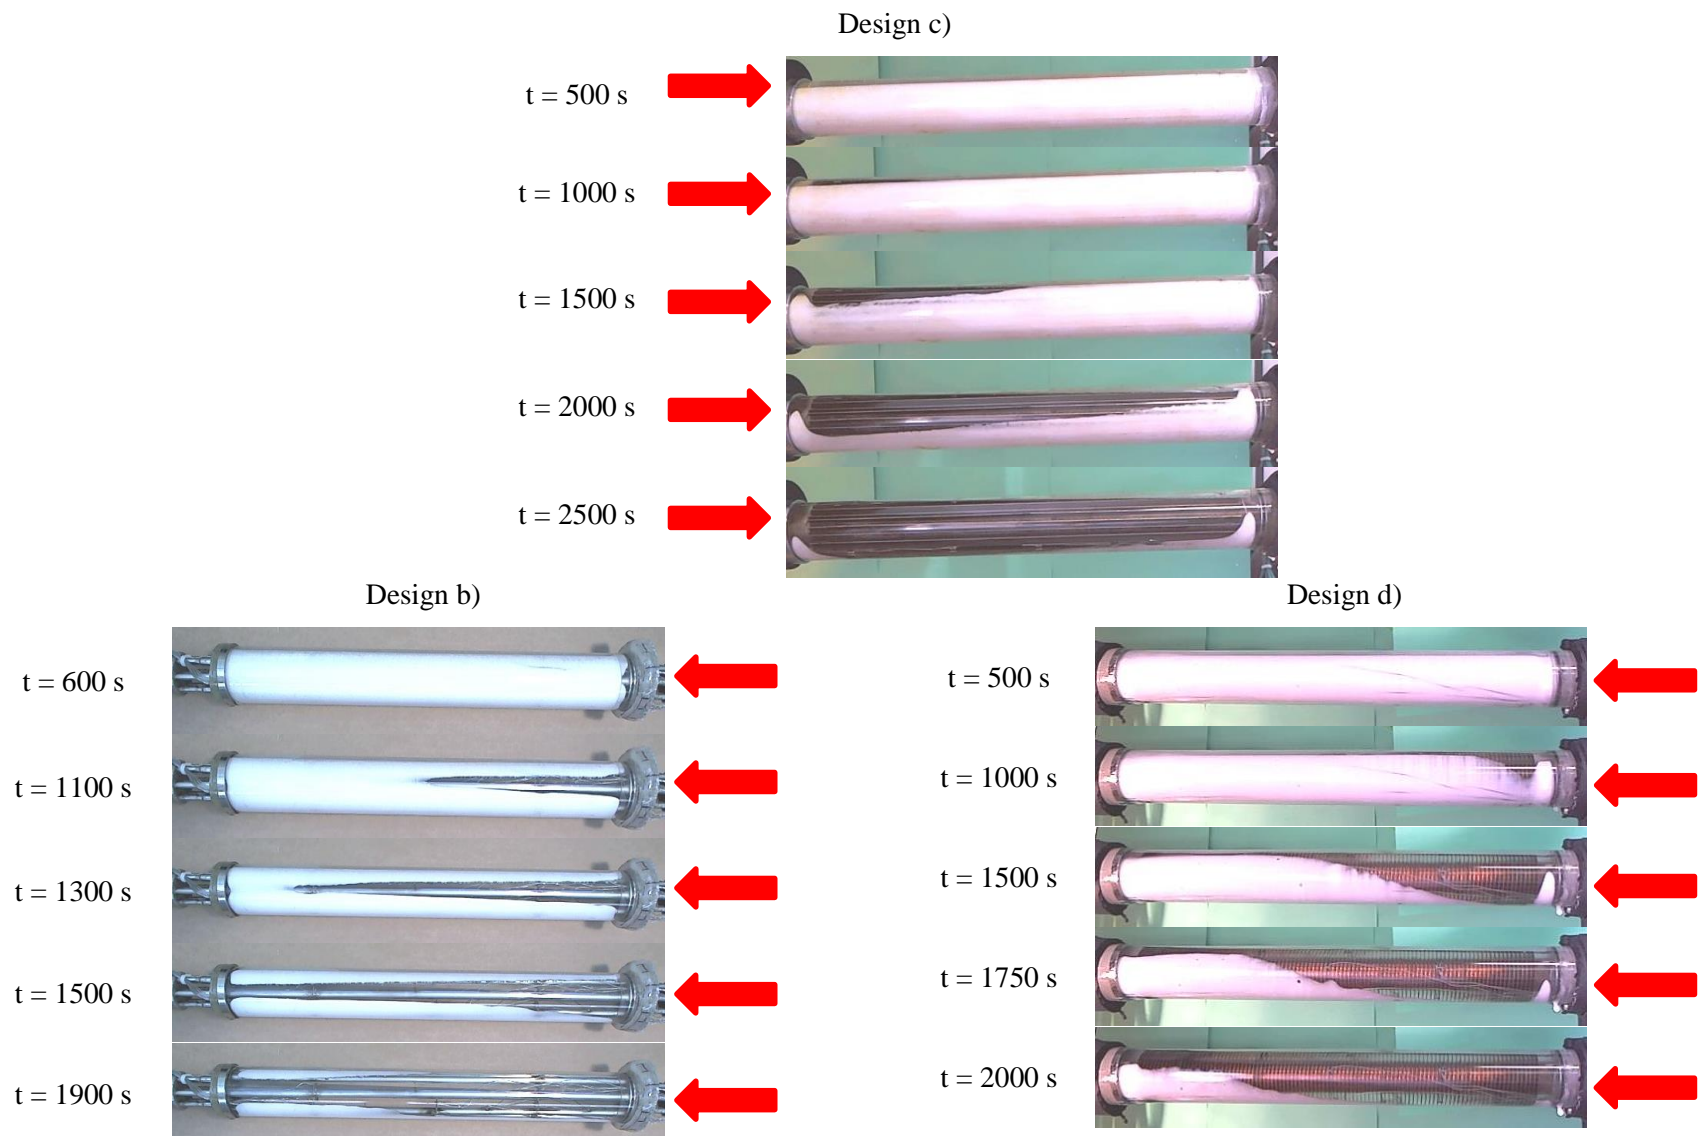 Design c)
t = 500 s
t = 1000 s
t = 1500 s
t = 2000 s
t = 2500 s
Design b)
t = 600 s
t = 1100 s
t = 1300 s
t = 1500 s
t = 1900 s
Design d)
t = 500 s
t = 1000 s
t = 1500 s
t = 1750 s
t = 2000 s